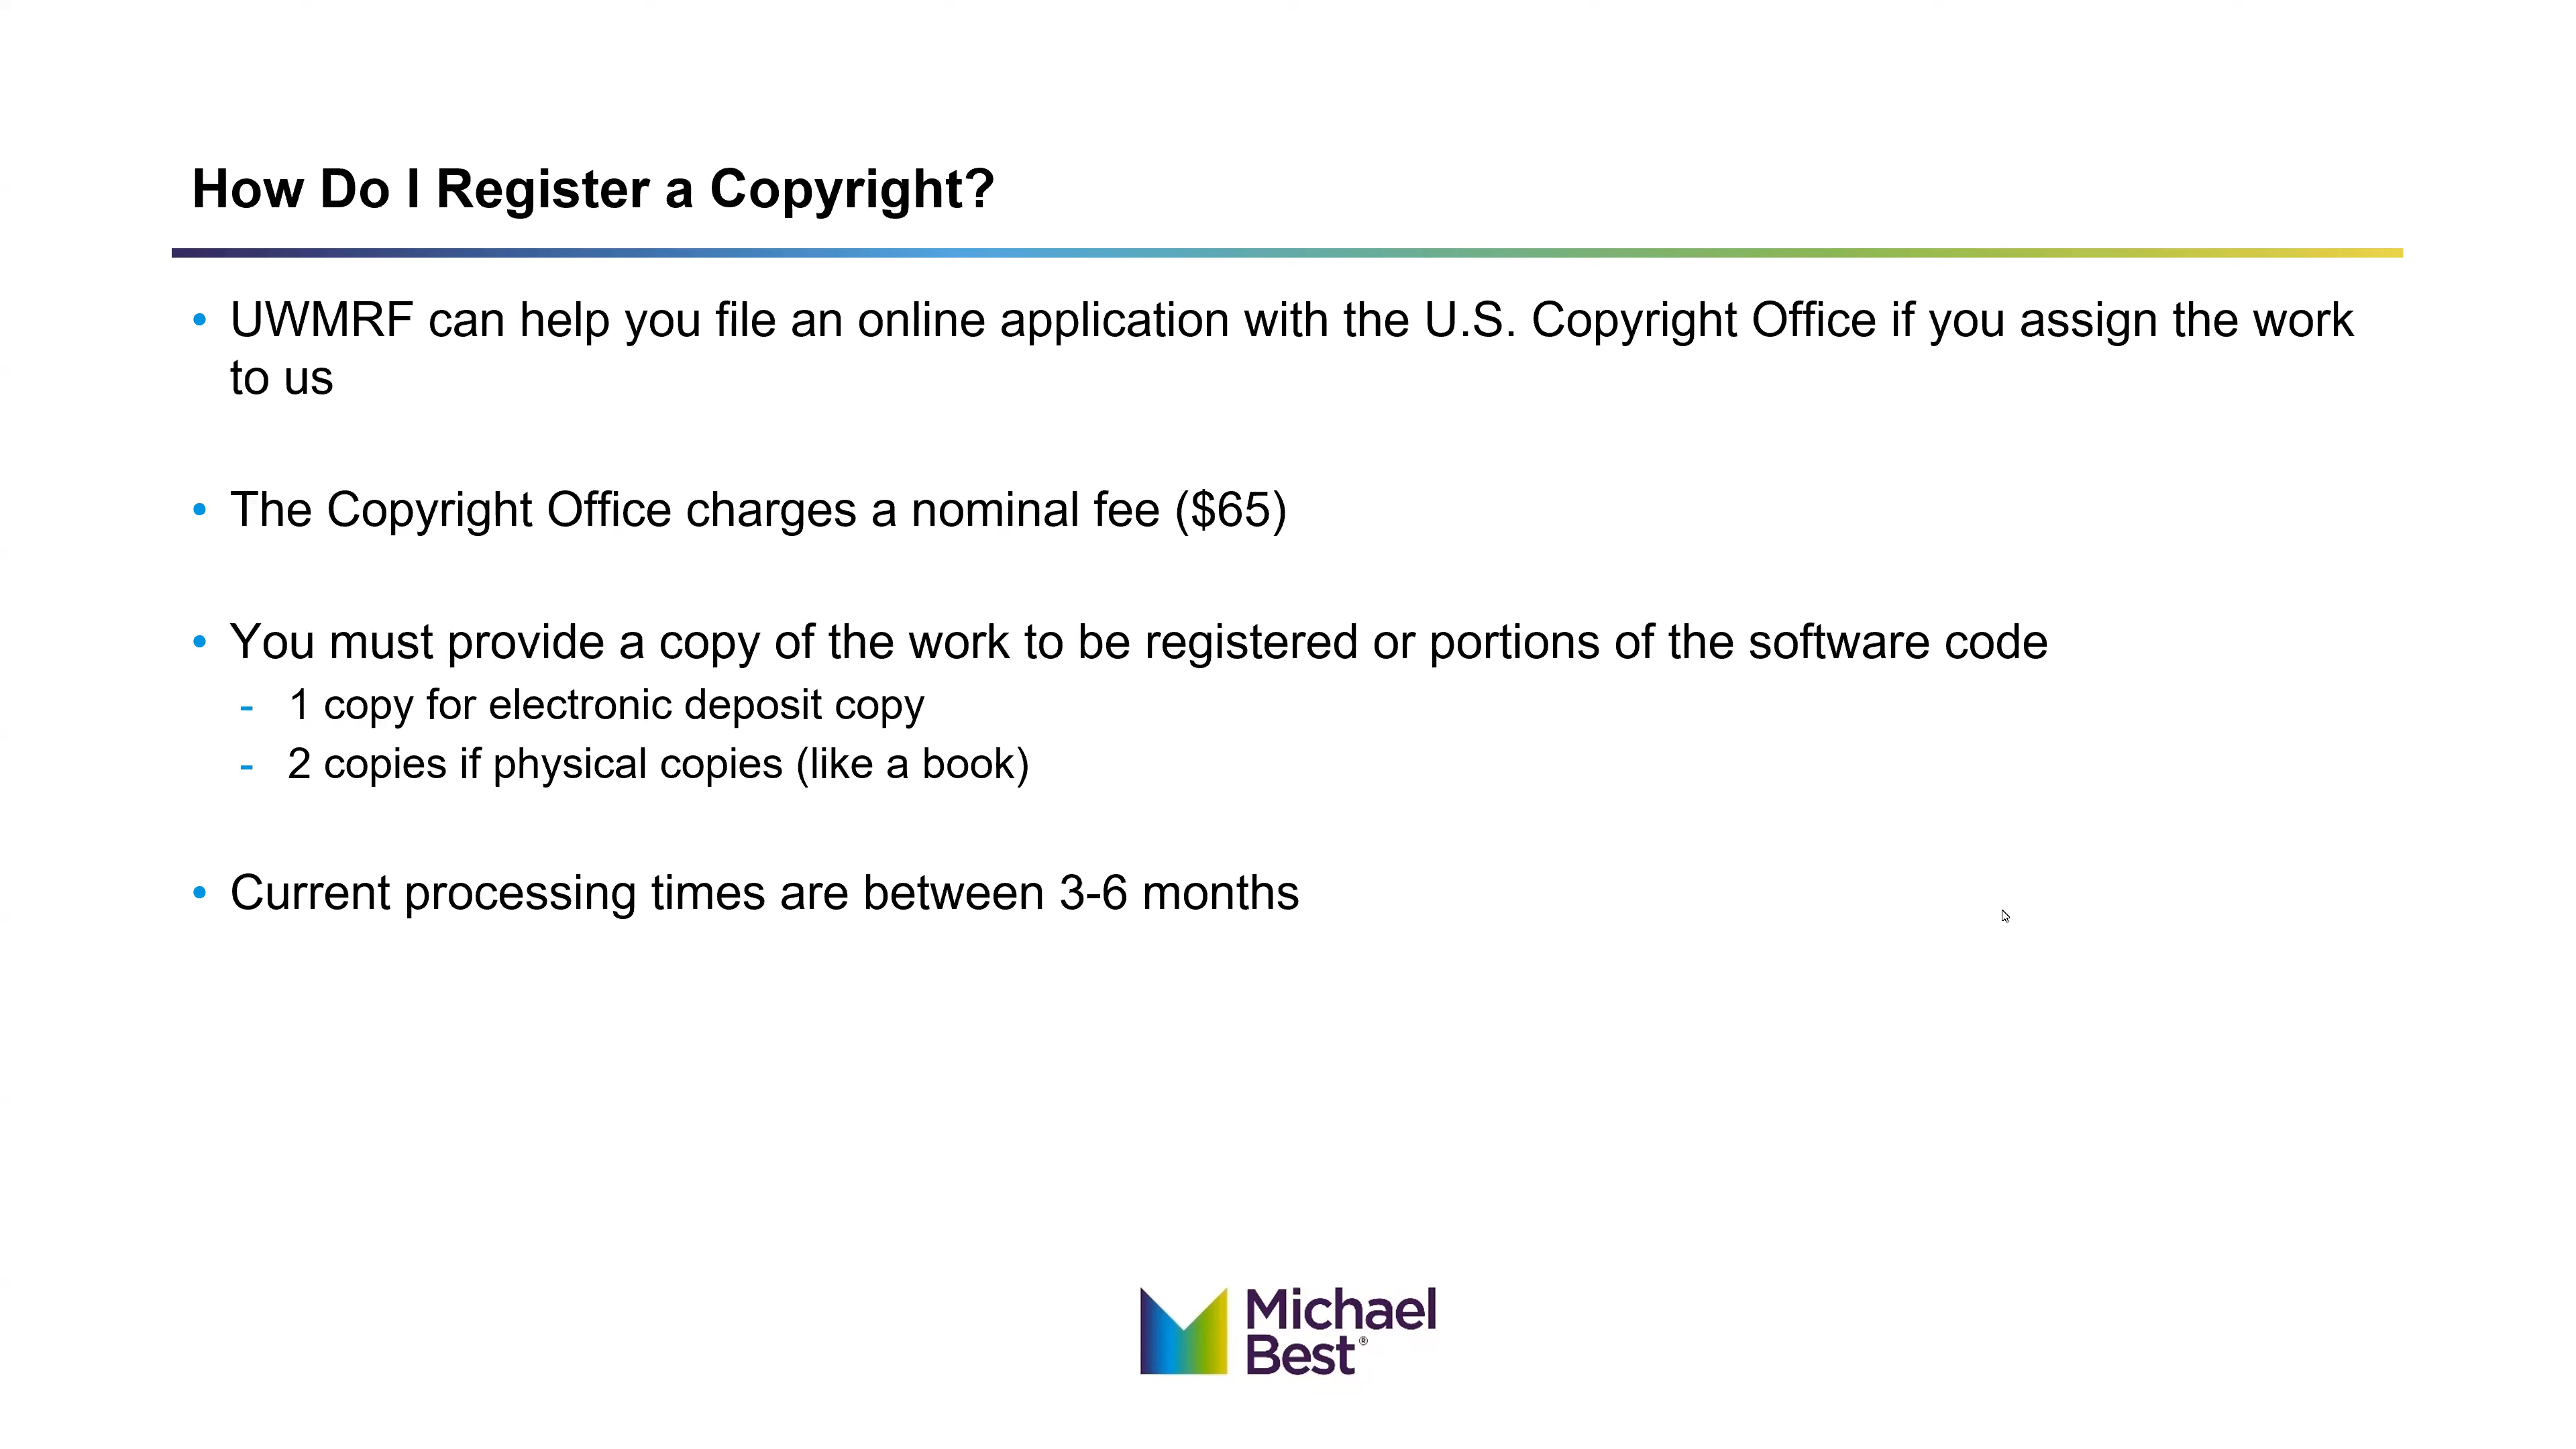 How Do I Register a Copyright?
• UWMRF can help you file an online application with the U.S. Copyright Office if you assign the work
to us
• The Copyright Office charges a nominal fee ($65)
• You must provide a copy of the work to be registered or portions of the software code
- 1 copy for electronic deposit copy
- 2 copies if physical copies (like a book)
• Current processing times are between 3-6 months
Michael
Best®